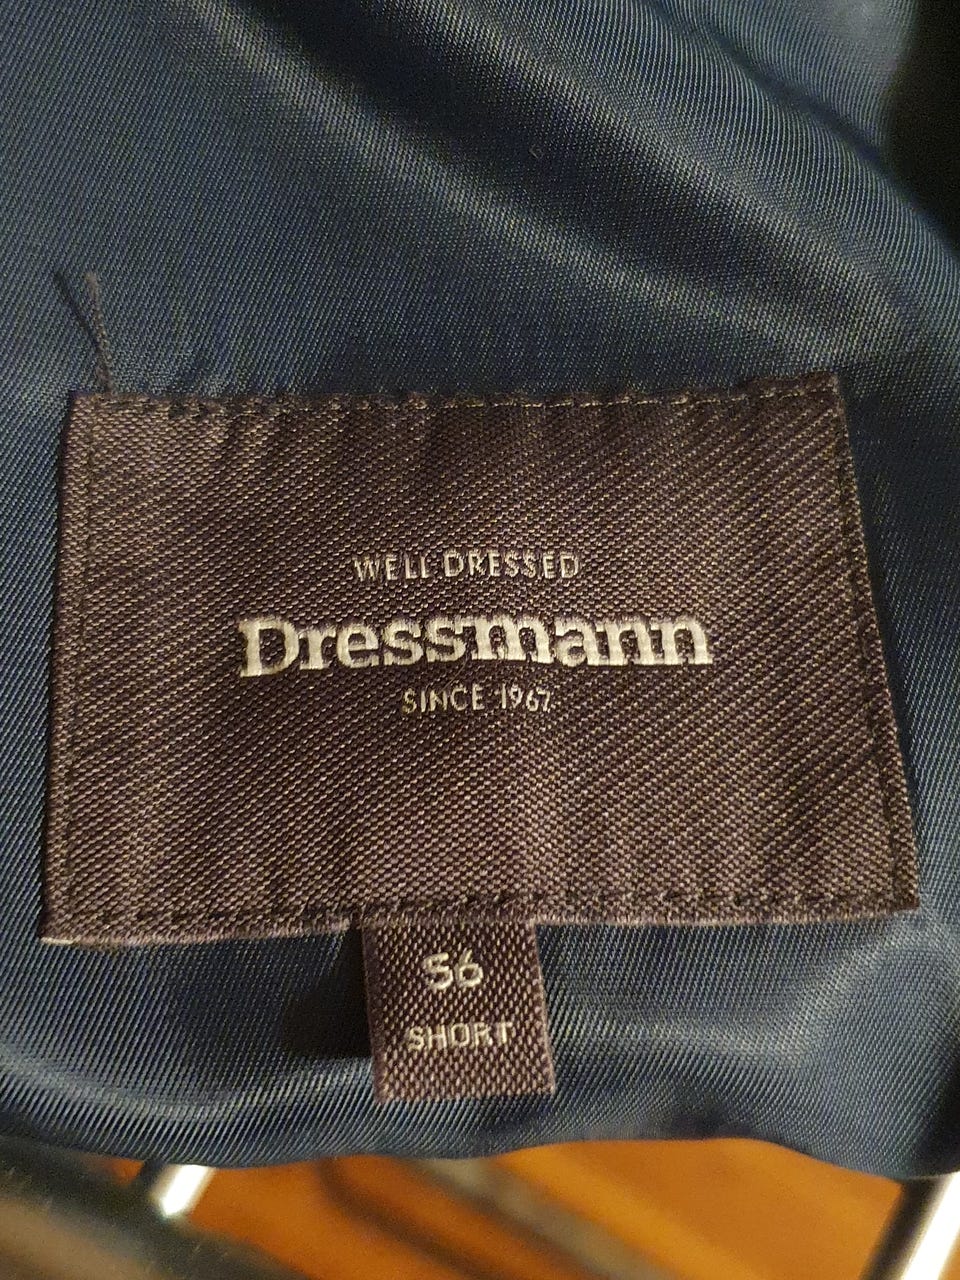 WELL DRESSED
Dressmann
SINCE 1967
56
SHORT